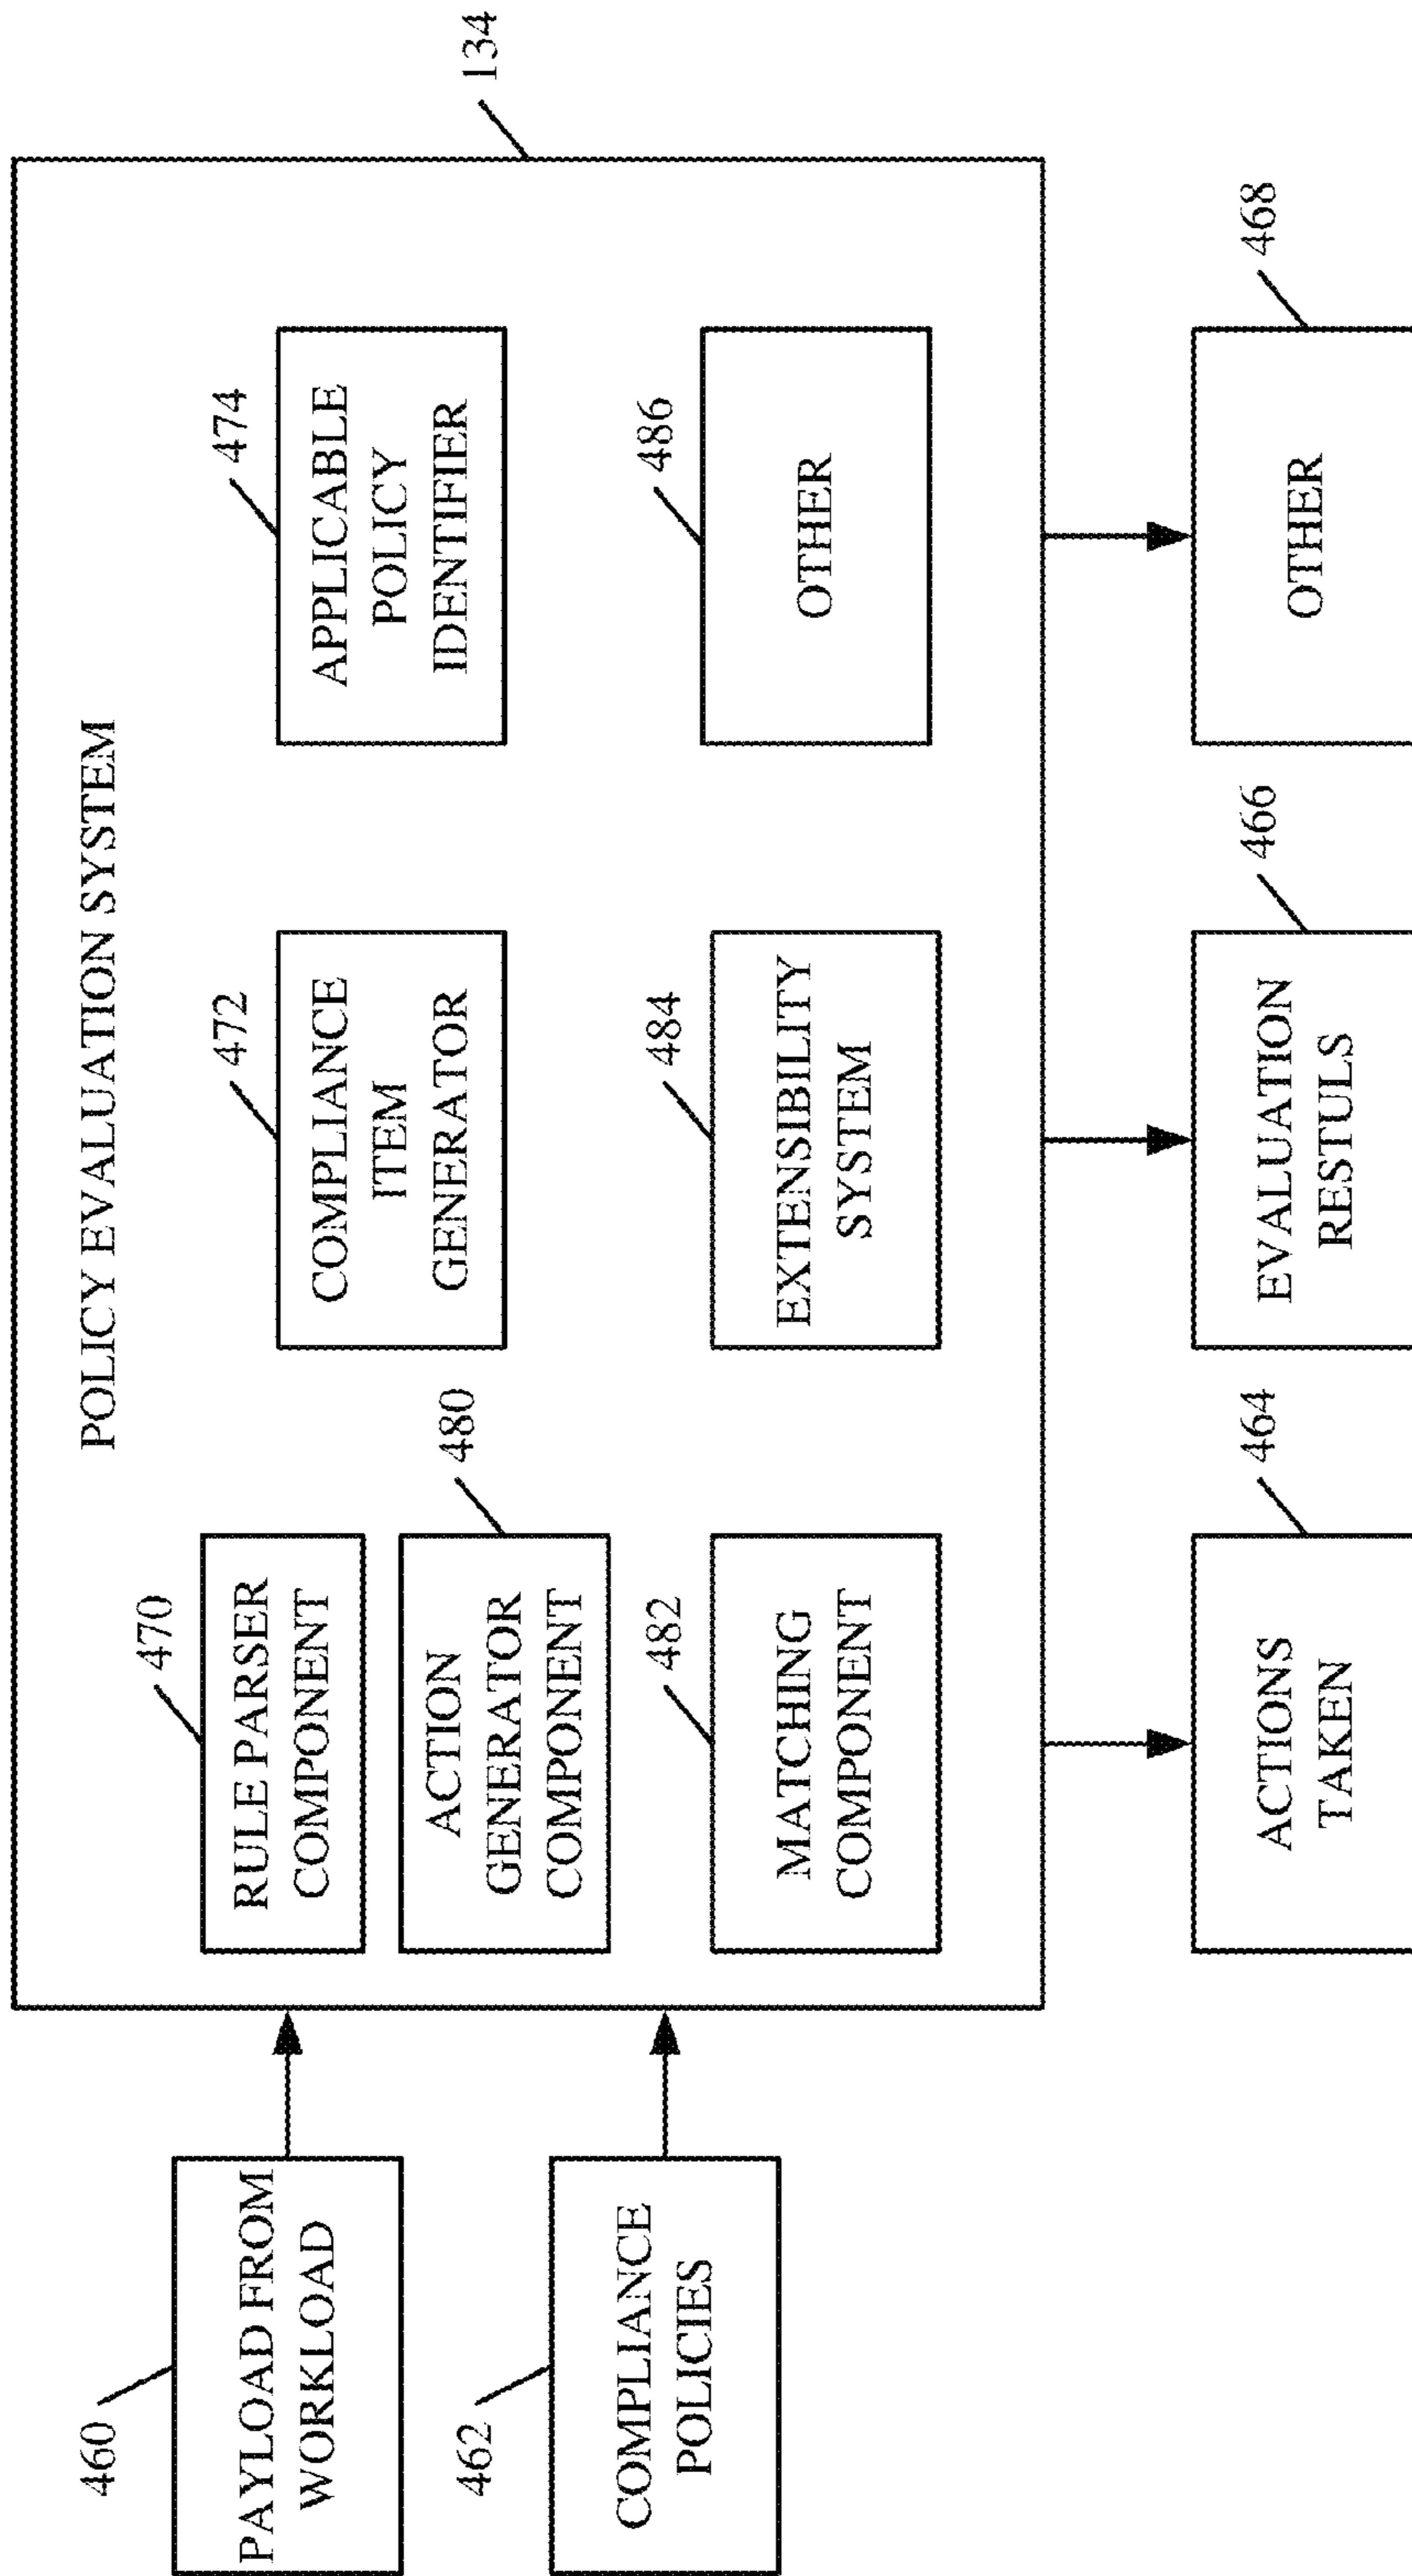 POLICY EVALUATION SYSTEM
134
460
PAYLOAD FROM
WORKLOAD
462
COMPLIANCE
POLICIES
470
RULE PARSER
COMPONENT
472
COMPLIANCE
ITEM
GENERATOR
474
APPLICABLE
POLICY
IDENTIFIER
480
ACTION
GENERATOR
COMPONENT
482
MATCHING
COMPONENT
484
EXTENSIBILITY
SYSTEM
486
OTHER
464
ACTIONS
TAKEN
466
EVALUATION
RESTULS
468
OTHER